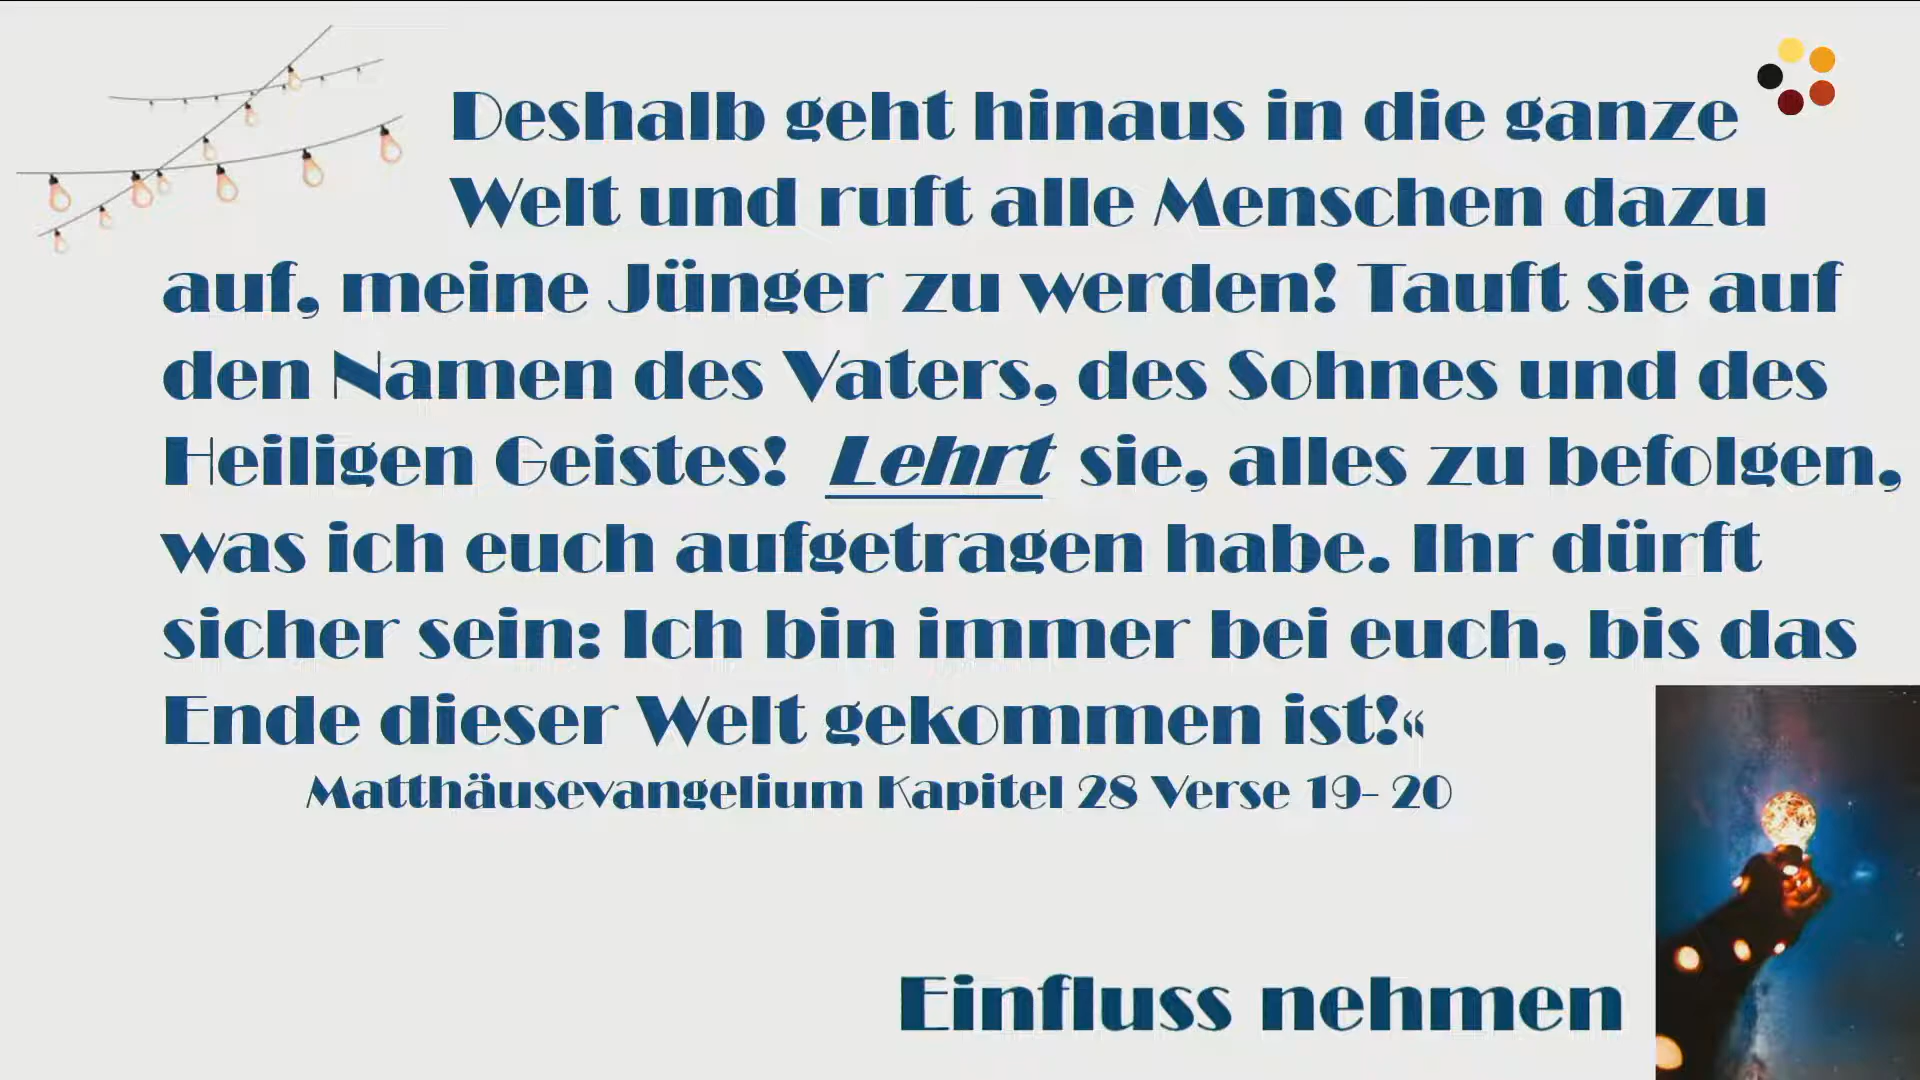 Deshalb geht hinaus in die ganze
Welt und ruft alle Menschen dazu
auf, meine Jünger zu werden! Tauft sie auf
den Namen des Vaters, des Sohnes und des
Heiligen Geistes! Lehrt sie, alles zu befolgen,
was ich euch aufgetragen habe. Ihr dürft
sicher sein: Ich bin immer bei euch, bis das
Ende dieser Welt gekommen ist!«
Matthäusevangelium Kapitel 28 Verse 19- 20
Einfluss nehmen